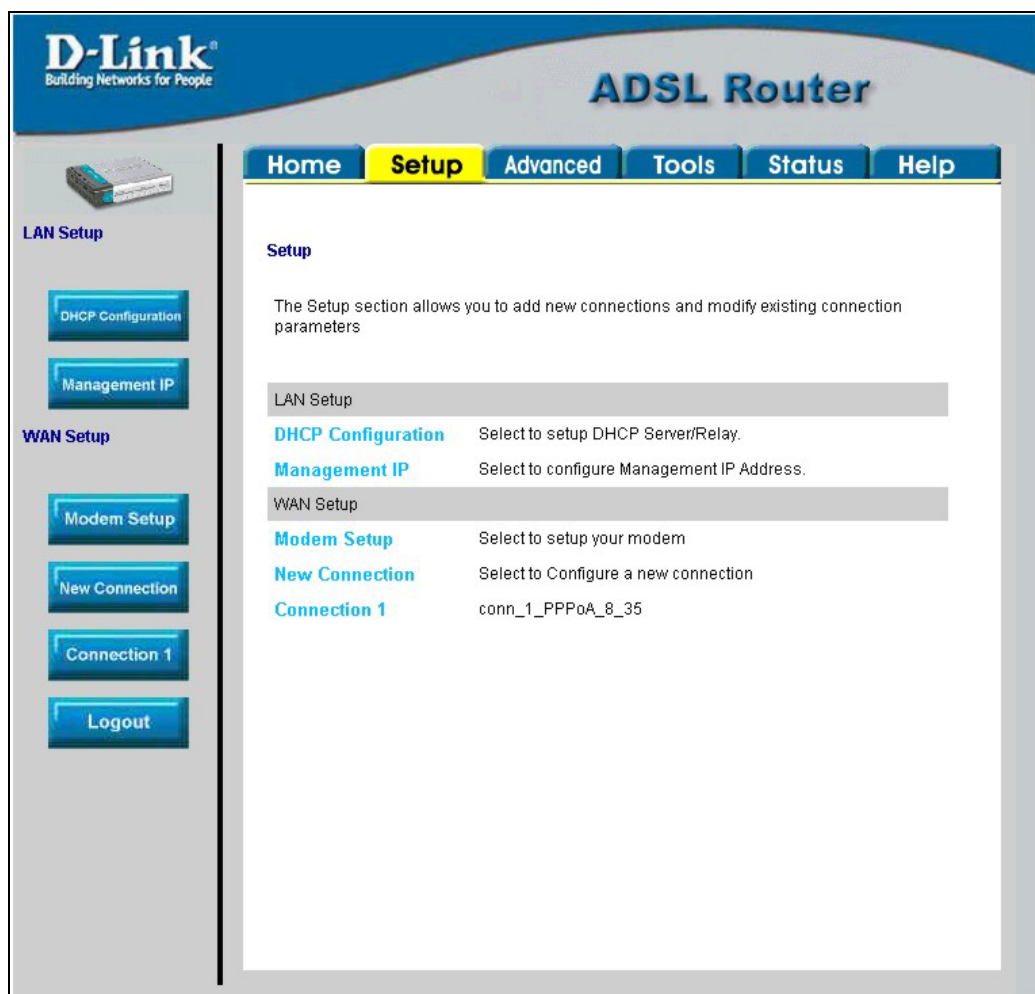 D-Link®
Building Networks for People
ADSL Router
Home Setup Advanced Tools Status Help
LAN Setup
DHCP Configuration
Management IP
WAN Setup
Modem Setup
New Connection
Connection 1
Logout
Setup
The Setup section allows you to add new connections and modify existing connection
parameters
LAN Setup
DHCP Configuration Select to setup DHCP Server/Relay.
Management IP Select to configure Management IP Address.
WAN Setup
Modem Setup Select to setup your modem
New Connection Select to Configure a new connection
Connection 1 conn_1_PPPoA_8_35